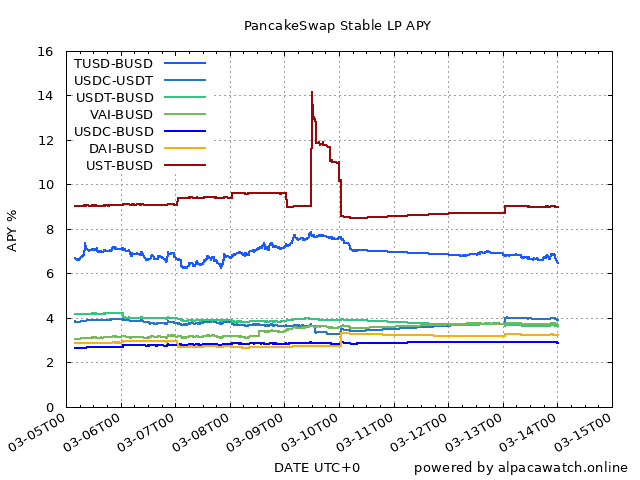 PancakeSwap Stable LP APY
16
14
12
10
8
6
4
2
0
APY %
TUSD-BUSD
USDC-USDT
USDT-BUSD
VAI-BUSD
USDC-BUSD
DAI-BUSD
UST-BUSD
03-05T00
03-06T00
03-07T00
03-08T00
03-09T00
03-10T00
03-11T00
03-12T00
03-13T00
03-14T00
03-15T00
DATE UTC+0
powered by alpacawatch.online